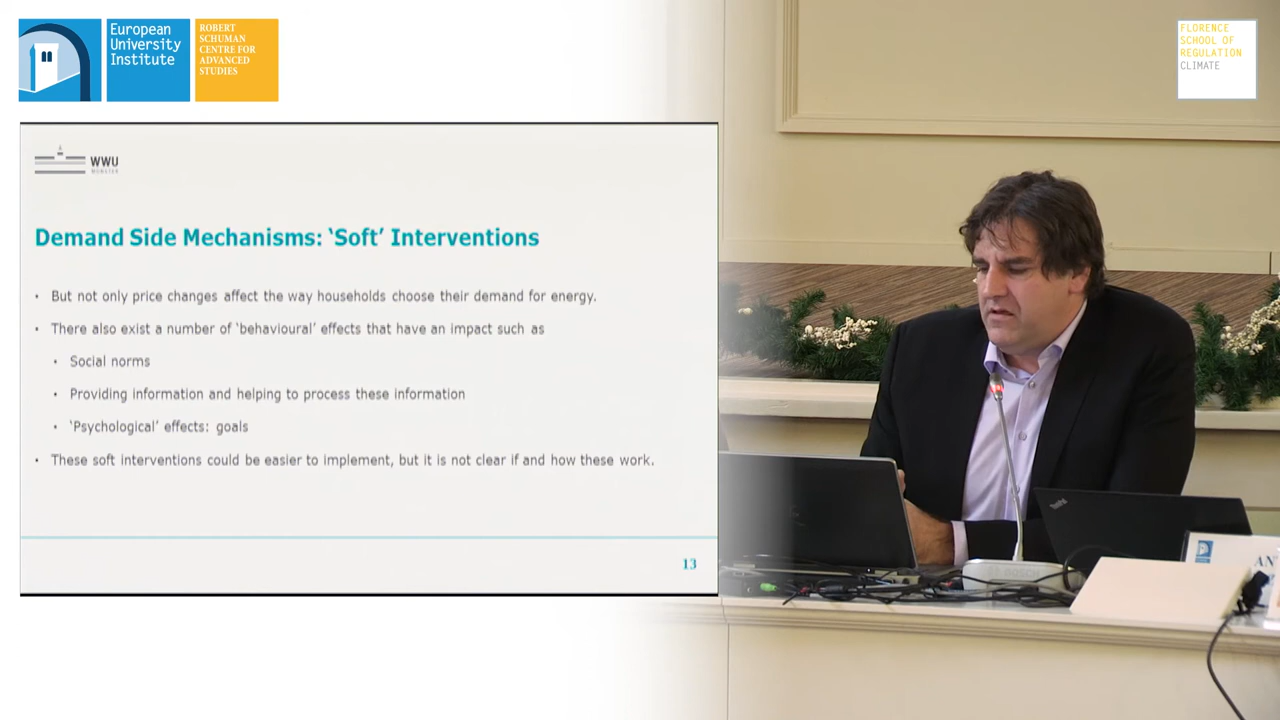 European
University
Institute
ROBERT
SCHUMAN
CENTRE FOR
ADVANCED
STUDIES
FLORENCE
SCHOOL OF
REGULATION
CLIMATE
WWU
MÜNSTER
Demand Side Mechanisms: ‘Soft’ Interventions
• But not only price changes affect the way households choose their demand for energy.
• There also exist a number of ‘behavioural’ effects that have an impact such as
• Social norms
• Providing information and helping to process these information
• ‘Psychological’ effects: goals
• These soft interventions could be easier to implement, but it is not clear if and how these work.
13